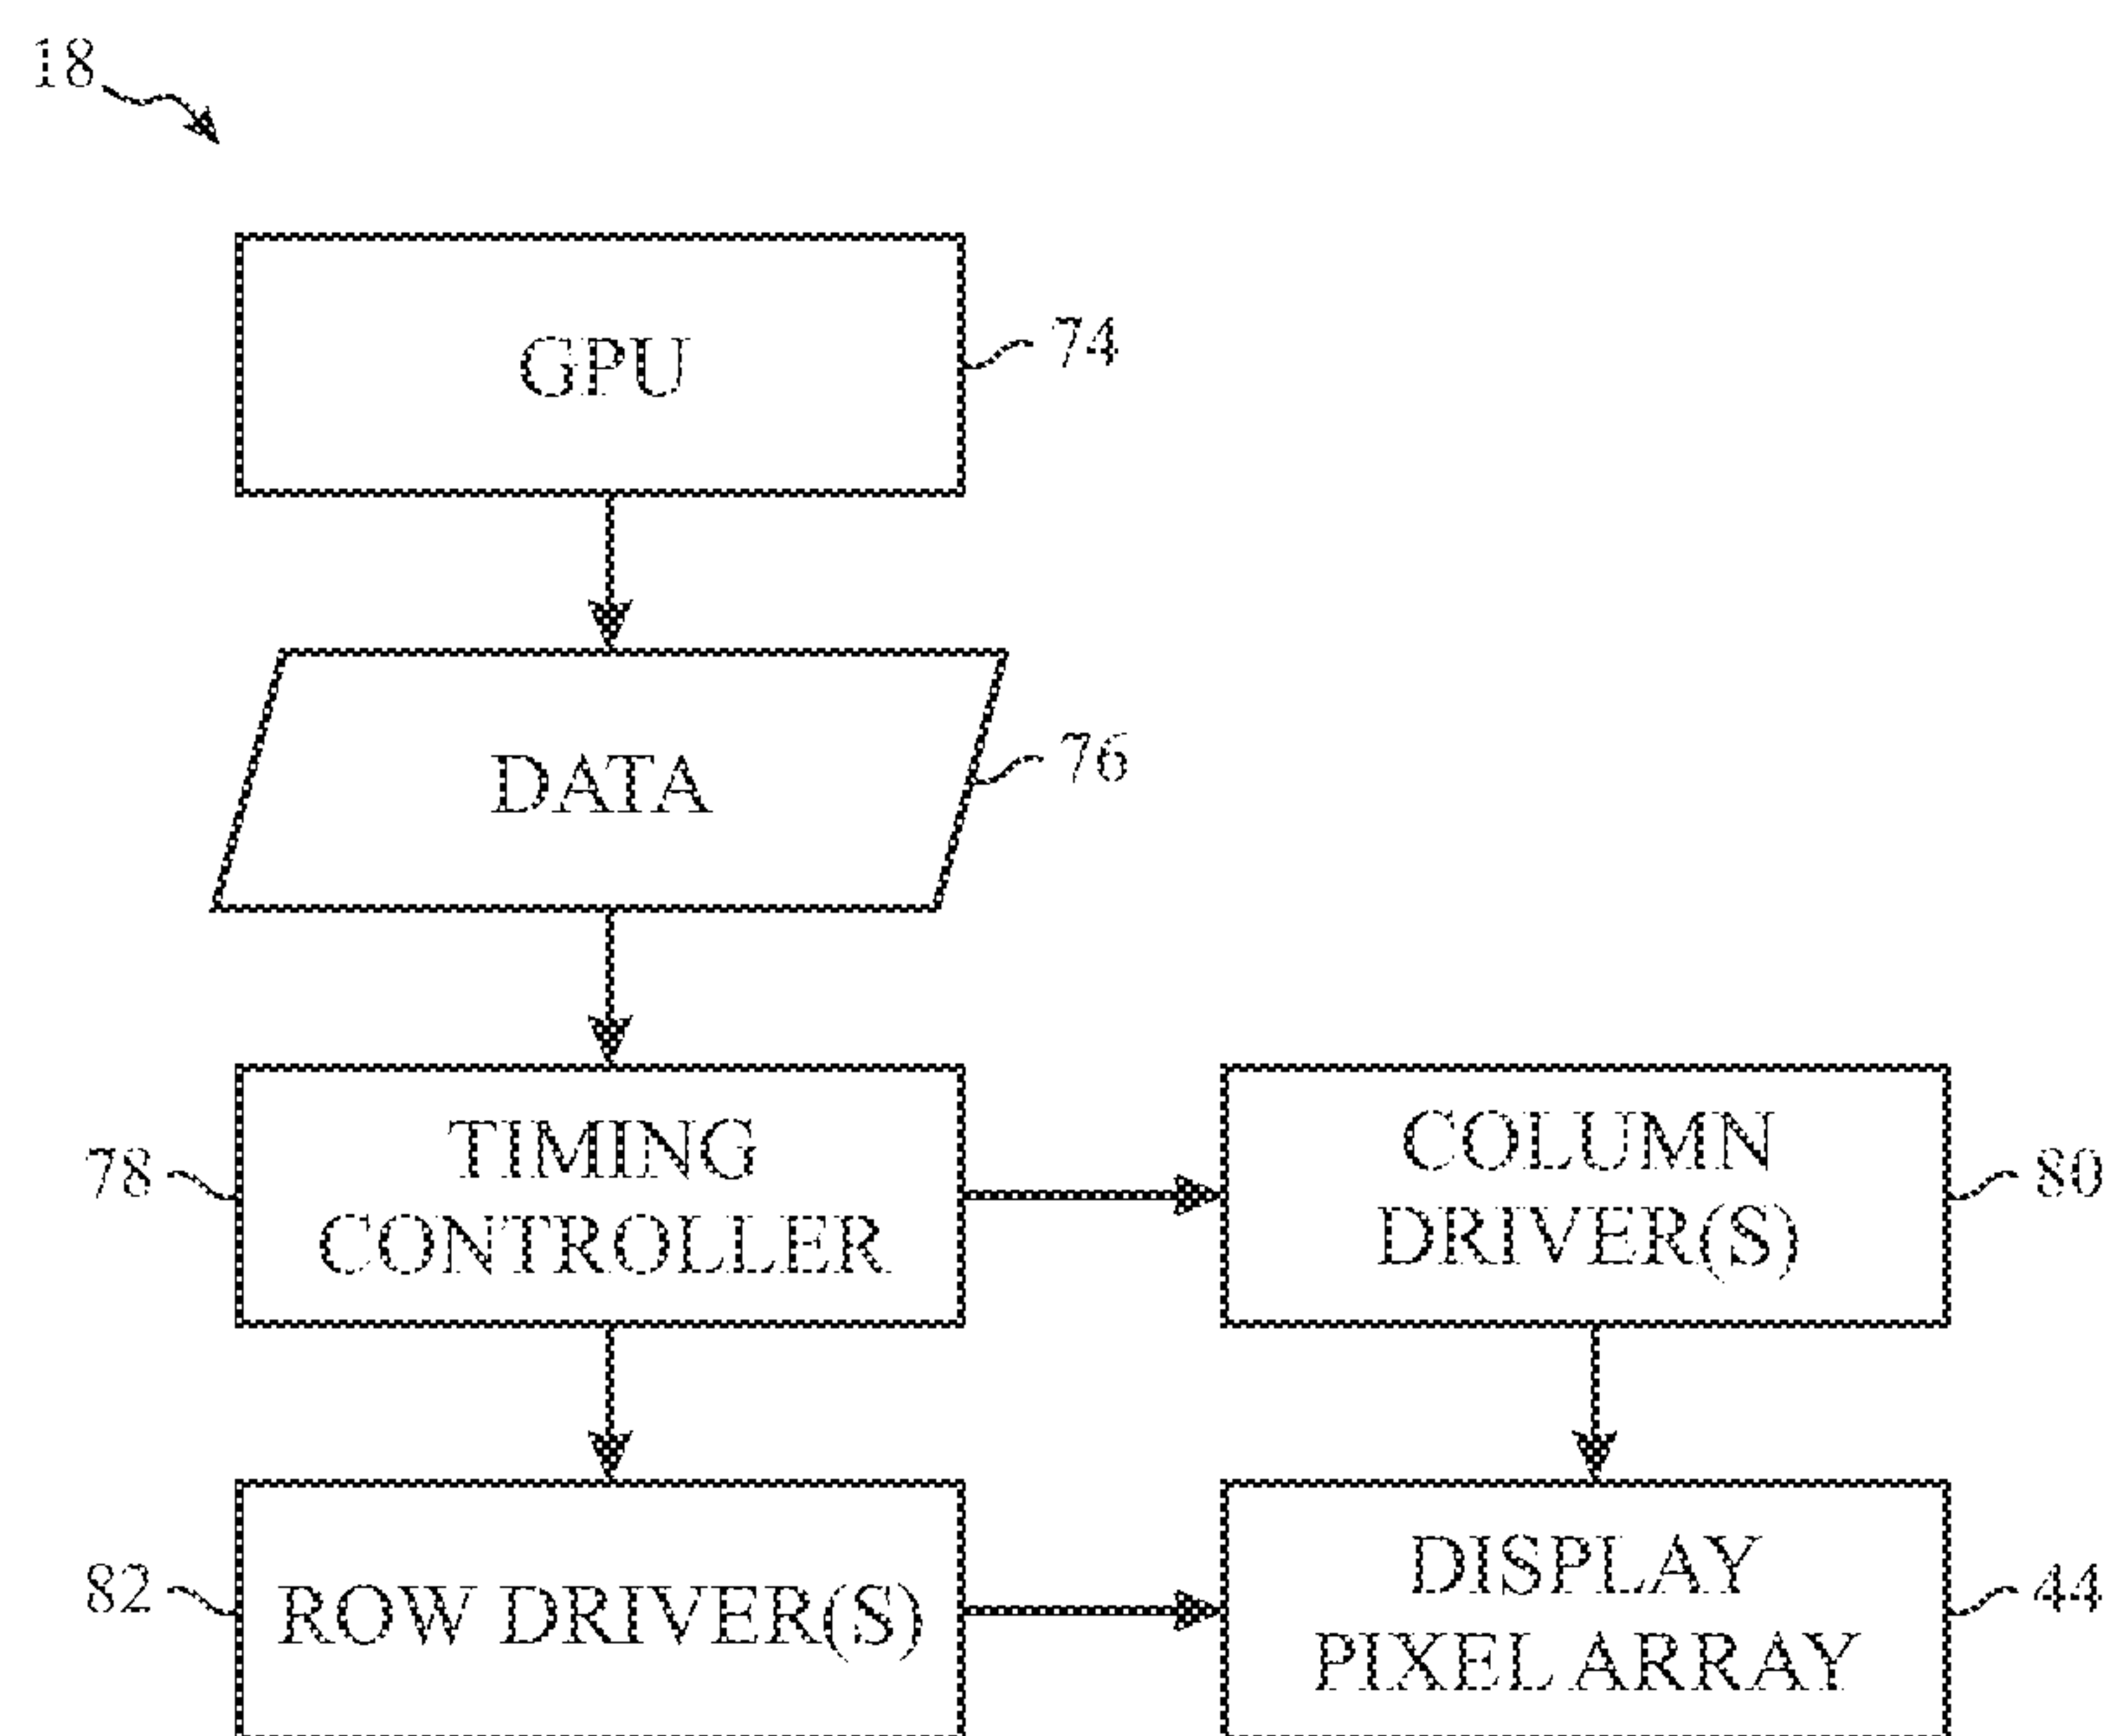 18
GPU
74
DATA
76
TIMING
CONTROLLER
78
COLUMN
DRIVER(S)
80
82
ROW DRIVER(S)
DISPLAY
PIXEL ARRAY
44